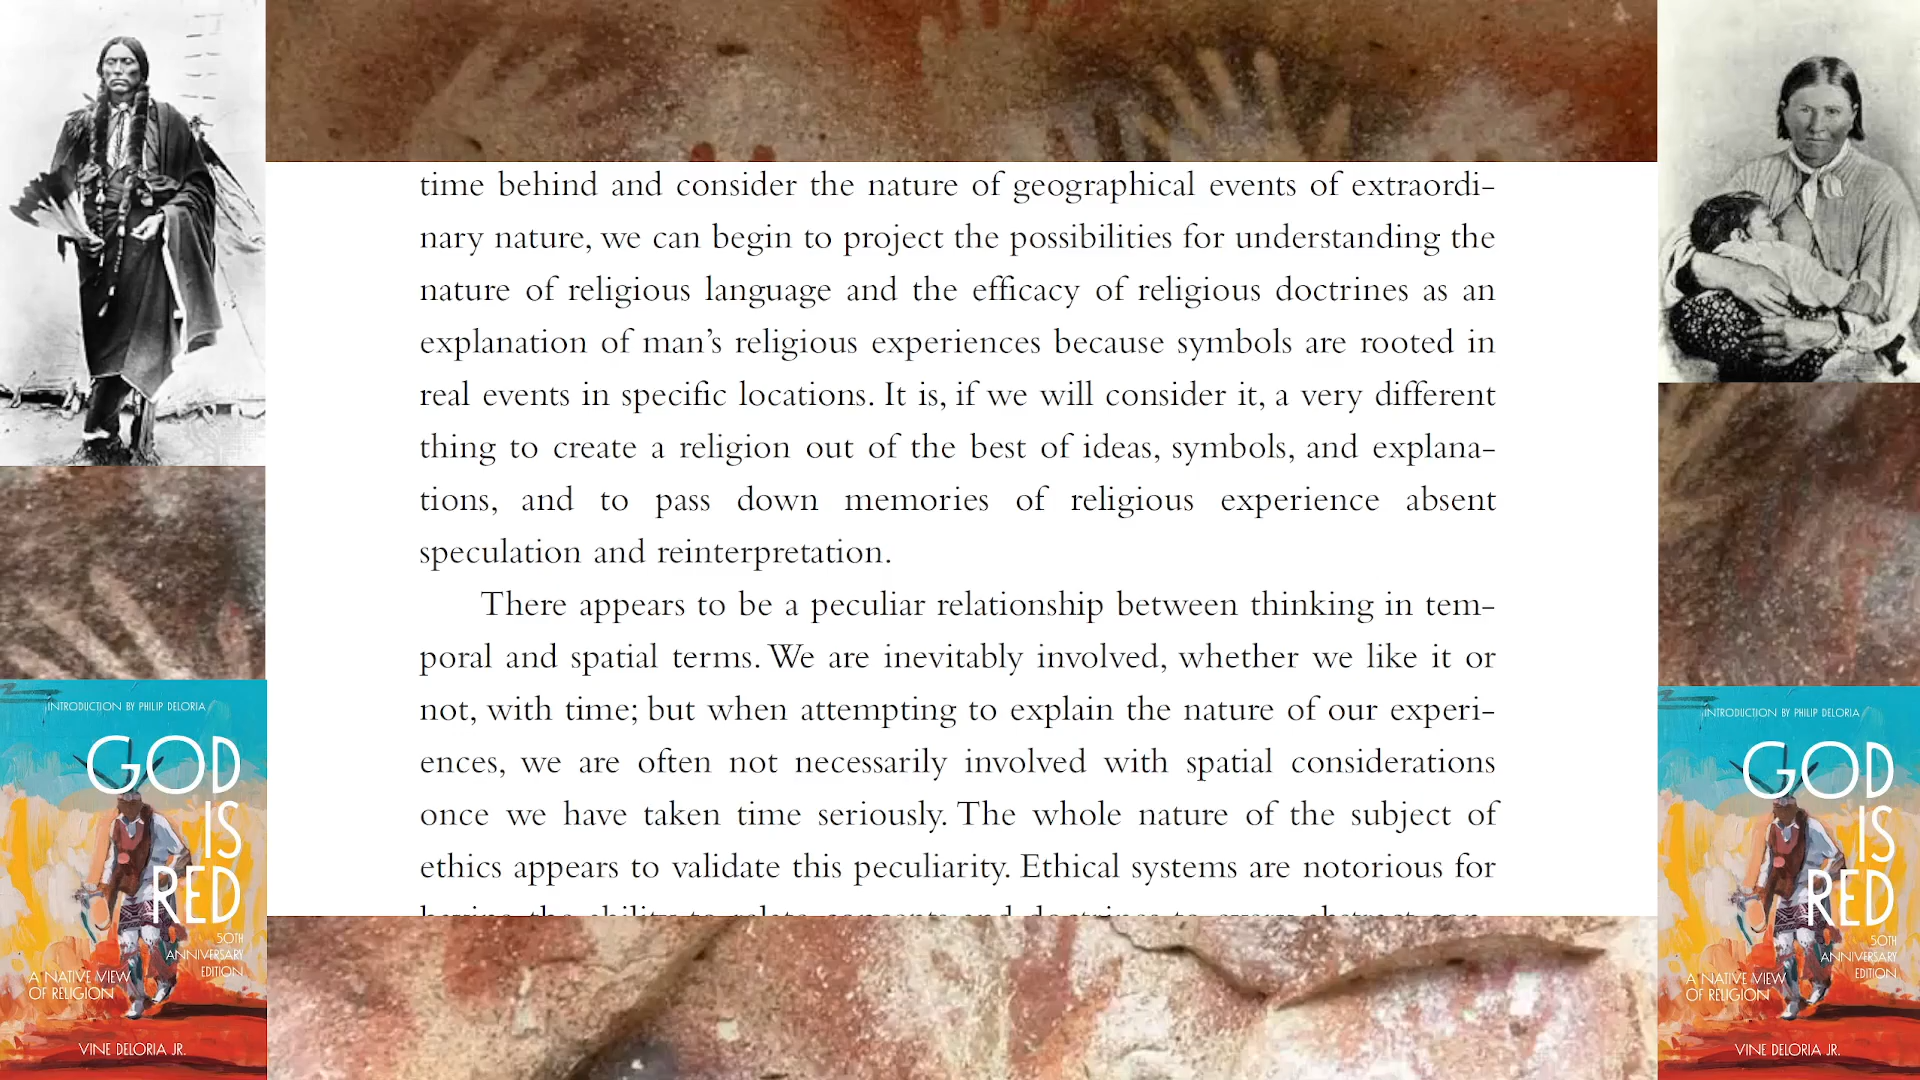 time behind and consider the nature of geographical events of extraordi-
nary nature, we can begin to project the possibilities for understanding the
nature of religious language and the efficacy of religious doctrines as an
explanation of man's religious experiences because symbols are rooted in
real events in specific locations. It is, if we will consider it, a very different
thing to create a religion out of the best of ideas, symbols, and explana-
tions, and to pass down memories of religious experience absent
speculation and reinterpretation.
There appears to be a peculiar relationship between thinking in tem-
poral and spatial terms. We are inevitably involved, whether we like it or
not, with time; but when attempting to explain the nature of our experi-
ences, we are often not necessarily involved with spatial considerations
once we have taken time seriously. The whole nature of the subject of
ethics appears to validate this peculiarity. Ethical systems are notorious for
INTRODUCTION BY PHILIP DELORIA
GOD
IS
RED
50TH
ANNIVERSARY
EDITION
A NATIVE VIEW
OF RELIGION
VINE DELORIA JR.
INTRODUCTION BY PHILIP DELORIA
GOD
IS
RED
50TH
ANNIVERSARY
EDITION
A NATIVE VIEW
OF RELIGION
VINE DELORIA JR.